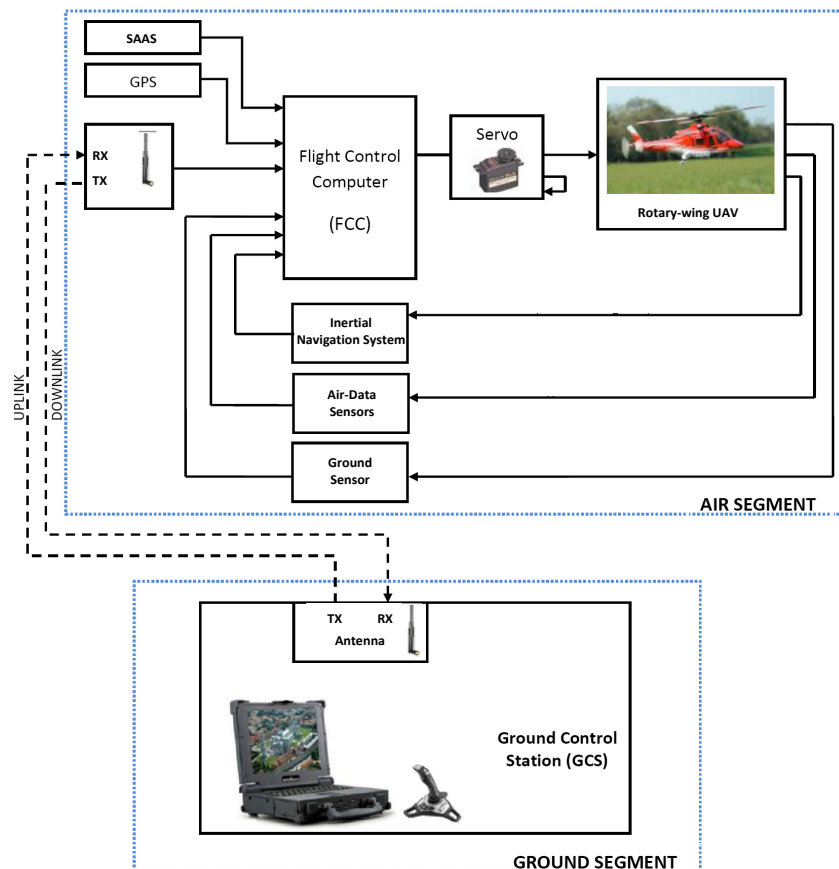 SAAS
GPS
RX
TX
Flight Control
Computer
(FCC)
Servo
Rotary-wing UAV
Inertial
Navigation System
Air-Data
Sensors
Ground
Sensor
AIR SEGMENT
UPLINK
DOWNLINK
TX RX
Antenna
Ground Control
Station (GCS)
GROUND SEGMENT